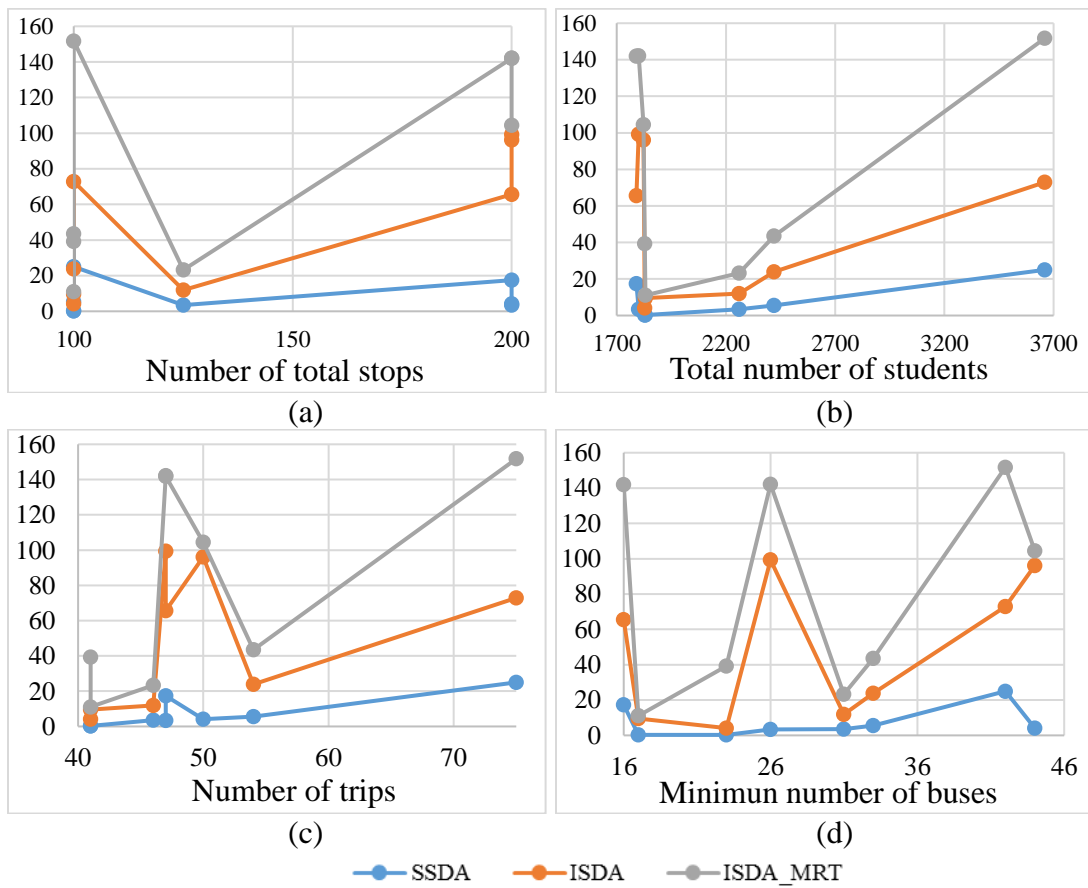 160
140
120
100
80
60
40
20
0
100 150 200
Number of total stops
(a)
160
140
120
100
80
60
40
20
0
1700 2200 2700 3200 3700
Total number of students
(b)
160
140
120
100
80
60
40
20
0
40 50 60 70
Number of trips
(c)
160
140
120
100
80
60
40
20
0
16 26 36 46
Minimun number of buses
(d)
SSDA ISDA ISDA_MRT